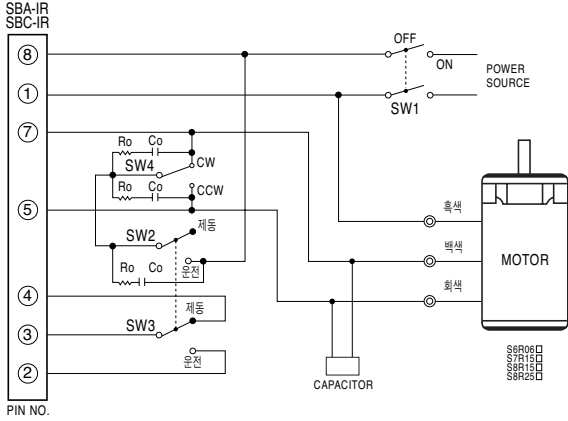 SBA-IR
SBC-IR
8
OFF
ON
POWER
SOURCE
1
SW1
7
Ro Co
SW4
CW
Ro Co
CCW
5
제동
SW2
Ro Co
운전
4
제동
3
SW3
운전
2
PIN NO.
흑색
백색
회색
MOTOR
CAPACITOR
S6R06□
S7R15□
S8R15□
S8R25□